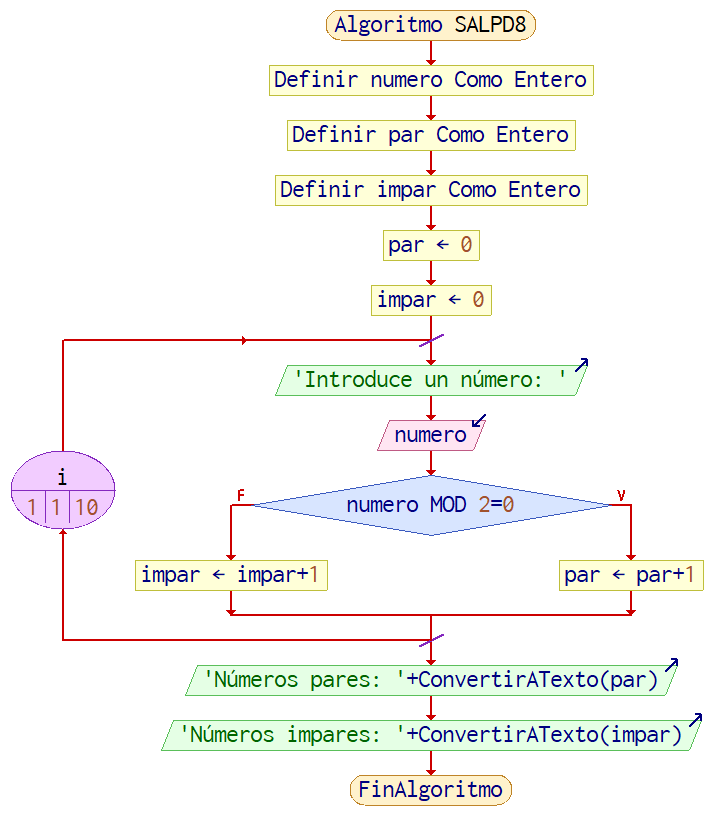 Algoritmo SALPD8
Definir numero Como Entero
Definir par Como Entero
Definir impar Como Entero
par ← 0
impar ← 0
'Introduce un número: '
numero
i
1 1 10
numero MOD 2=0
F
V
impar ← impar+1
par ← par+1
'Números pares: '+ConvertirATexto(par)
'Números impares: '+ConvertirATexto(impar)
FinAlgoritmo